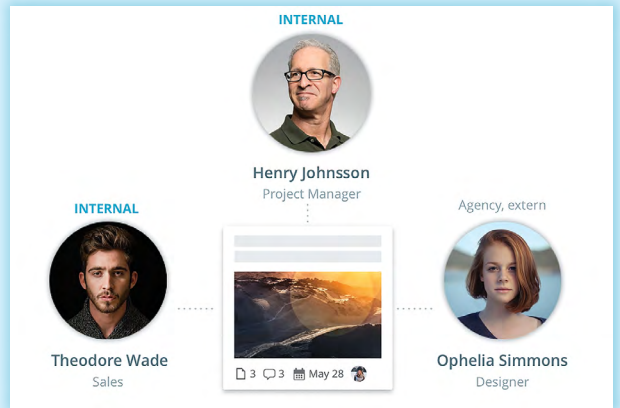 INTERNAL
Henry Johnsson
Project Manager
INTERNAL
Agency, extern
Theodore Wade
Sales
Ophelia Simmons
Designer
3 3 May 28